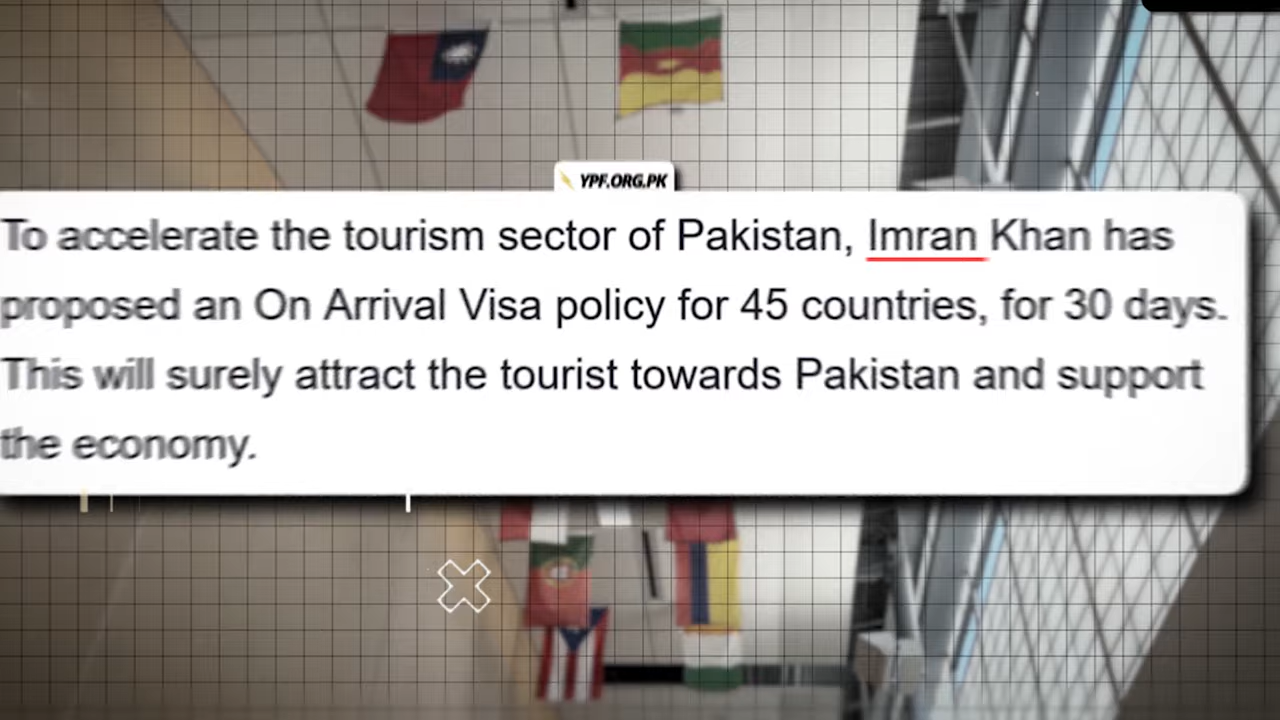 YPF.ORG.PK
To accelerate the tourism sector of Pakistan, Imran Khan has
proposed an On Arrival Visa policy for 45 countries, for 30 days.
This will surely attract the tourist towards Pakistan and support
the economy.